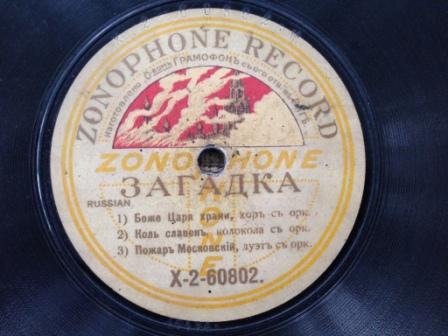 ZONOPHONE RECORD
ZONOPHONE
ЗАГАДКА
RUSSIAN
1) Боже Царя храни, хоръ съ орк.
2) Коль славенъ, колокола съ орк.
3) Пожаръ Московскій, дуэтъ съ орк.
X-2-60802.